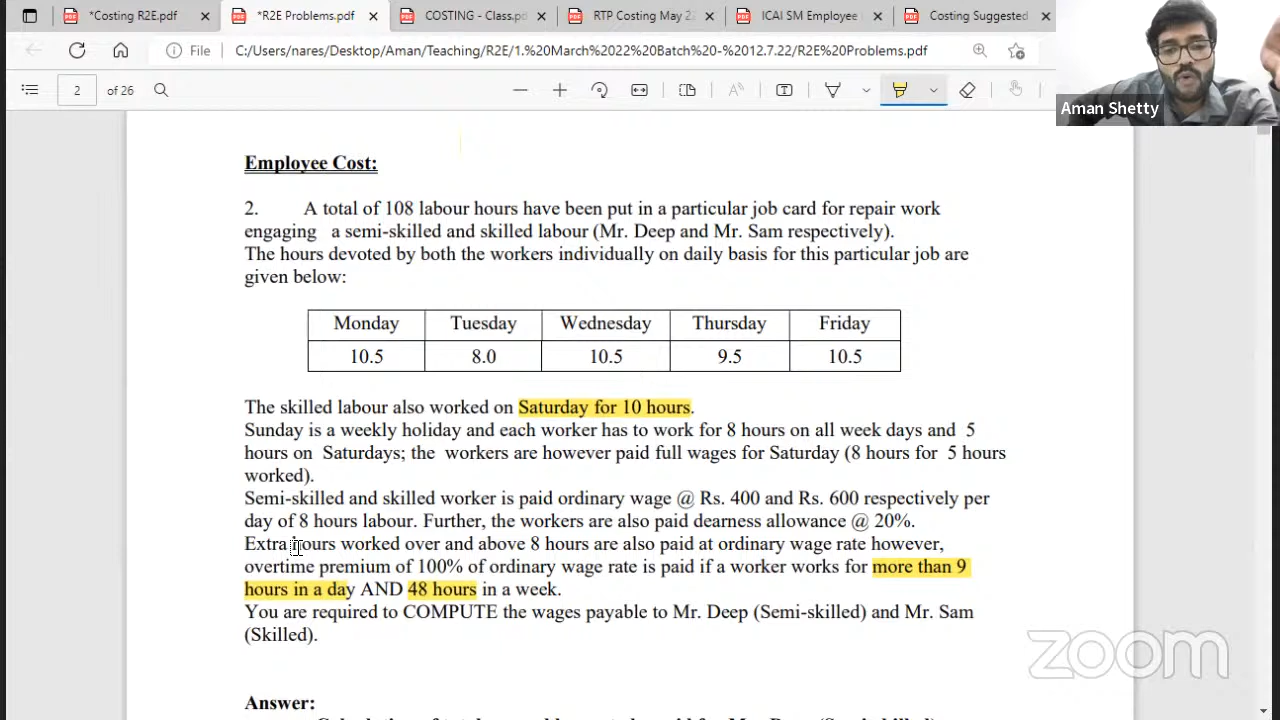 *Costing R2E.pdf
*R2E Problems.pdf
COSTING - Class.pd
RTP Costing May 2
ICAI SM Employee
Costing Suggested
File
C:/Users/nares/Desktop/Aman/Teaching/R2E/1.%20March%2022%20Batch%20-%2012.7.22/R2E%20Problems.pdf
2 of 26
Aman Shetty
Employee Cost:
2. A total of 108 labour hours have been put in a particular job card for repair work
engaging a semi-skilled and skilled labour (Mr. Deep and Mr. Sam respectively).
The hours devoted by both the workers individually on daily basis for this particular job are
given below:
Monday Tuesday Wednesday Thursday Friday
10.5 8.0 10.5 9.5 10.5
The skilled labour also worked on Saturday for 10 hours.
Sunday is a weekly holiday and each worker has to work for 8 hours on all week days and 5
hours on Saturdays; the workers are however paid full wages for Saturday (8 hours for 5 hours
worked).
Semi-skilled and skilled worker is paid ordinary wage @ Rs. 400 and Rs. 600 respectively per
day of 8 hours labour. Further, the workers are also paid dearness allowance @ 20%.
Extra hours worked over and above 8 hours are also paid at ordinary wage rate however,
overtime premium of 100% of ordinary wage rate is paid if a worker works for more than 9
hours in a day AND 48 hours in a week.
You are required to COMPUTE the wages payable to Mr. Deep (Semi-skilled) and Mr. Sam
(Skilled).
zoom
Answer: